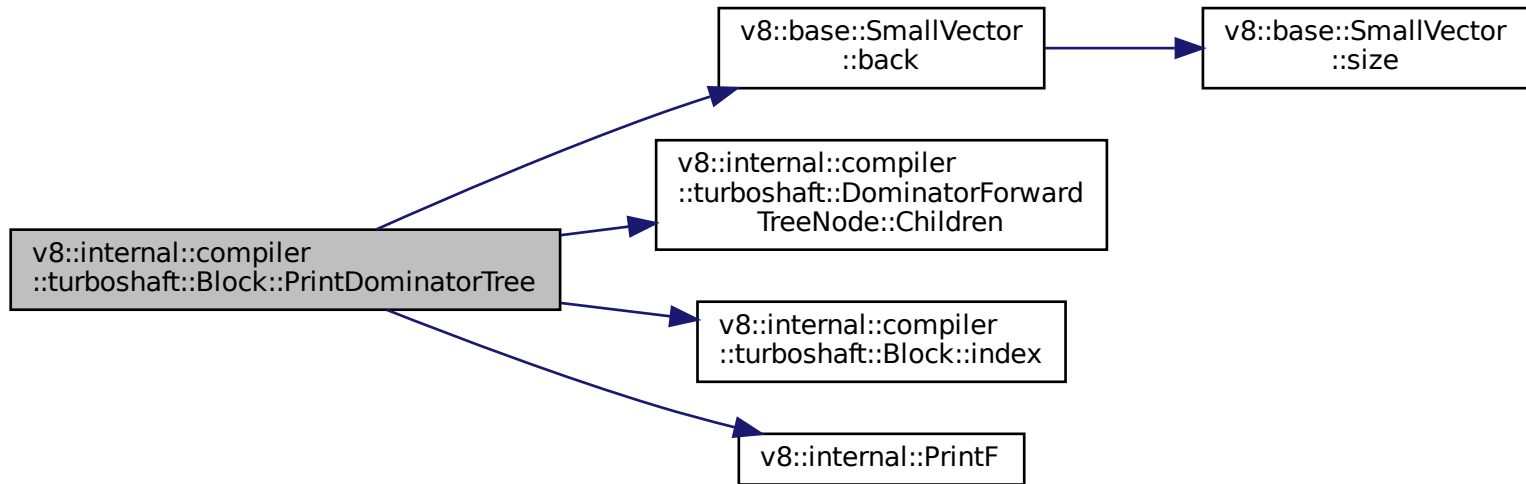 v8::base::SmallVector
::back
v8::base::SmallVector
::size
v8::internal::compiler
::turboshaft::DominatorForward
TreeNode::Children
v8::internal::compiler
::turboshaft::Block::PrintDominatorTree
v8::internal::compiler
::turboshaft::Block::index
v8::internal::PrintF